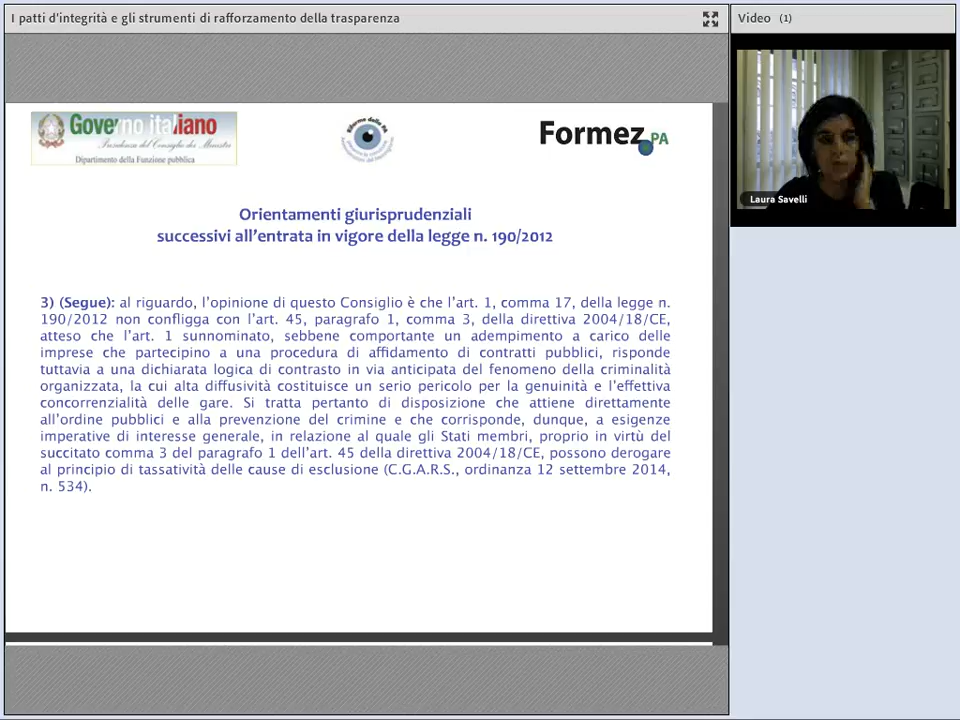 I patti d'integrità e gli strumenti di rafforzamento della trasparenza
Video (1)
Governo italiano
Presidenza del Consiglio dei Ministri
Dipartimento della Funzione pubblica
Riforma della PA
Formez PA
Laura Savelli
Orientamenti giurisprudenziali
successivi all'entrata in vigore della legge n. 190/2012
3) (Segue): al riguardo, l'opinione di questo Consiglio è che l'art. 1, comma 17, della legge n.
190/2012 non confligga con l'art. 45, paragrafo 1, comma 3, della direttiva 2004/18/CE,
atteso che l'art. 1 sunnominato, sebbene comportante un adempimento a carico delle
imprese che partecipino a una procedura di affidamento di contratti pubblici, risponde
tuttavia a una dichiarata logica di contrasto in via anticipata del fenomeno della criminalità
organizzata, la cui alta diffusività costituisce un serio pericolo per la genuinità e l'effettiva
concorrenzialità delle gare. Si tratta pertanto di disposizione che attiene direttamente
all'ordine pubblici e alla prevenzione del crimine e che corrisponde, dunque, a esigenze
imperative di interesse generale, in relazione al quale gli Stati membri, proprio in virtù del
succitato comma 3 del paragrafo 1 dell'art. 45 della direttiva 2004/18/CE, possono derogare
al principio di tassatività delle cause di esclusione (C.G.A.R.S., ordinanza 12 settembre 2014,
n. 534).